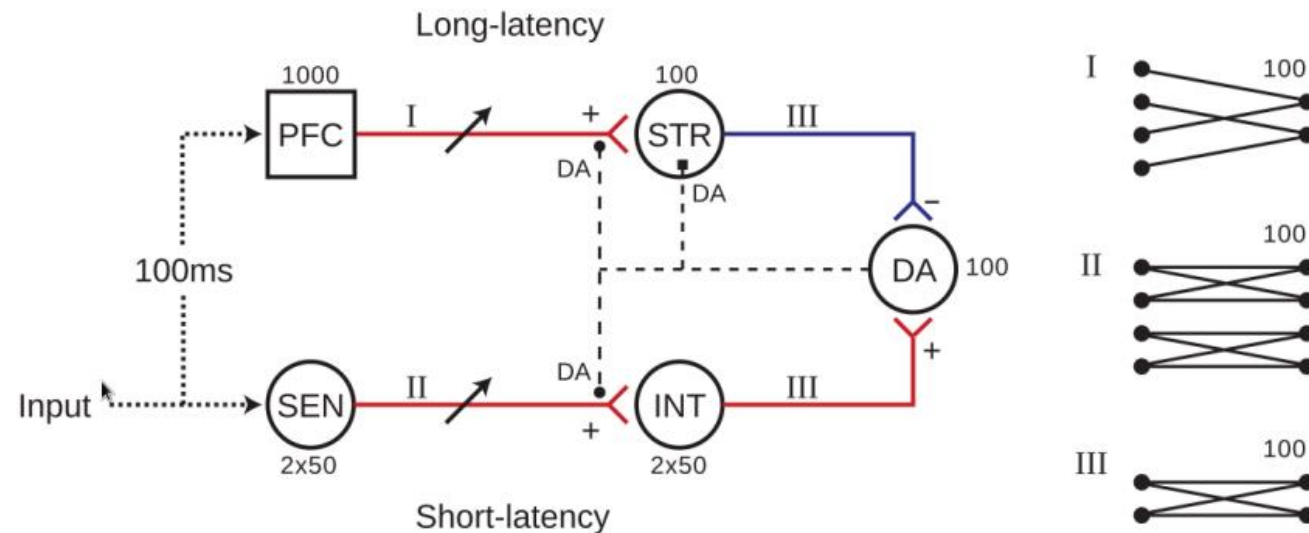 Long-latency
1000
100
I
100
PFC
I
+
STR
III
DA
DA
−
100ms
DA
100
100
II
DA
+
Input
SEN
II
+
INT
III
2x50
2x50
100
III
Short-latency